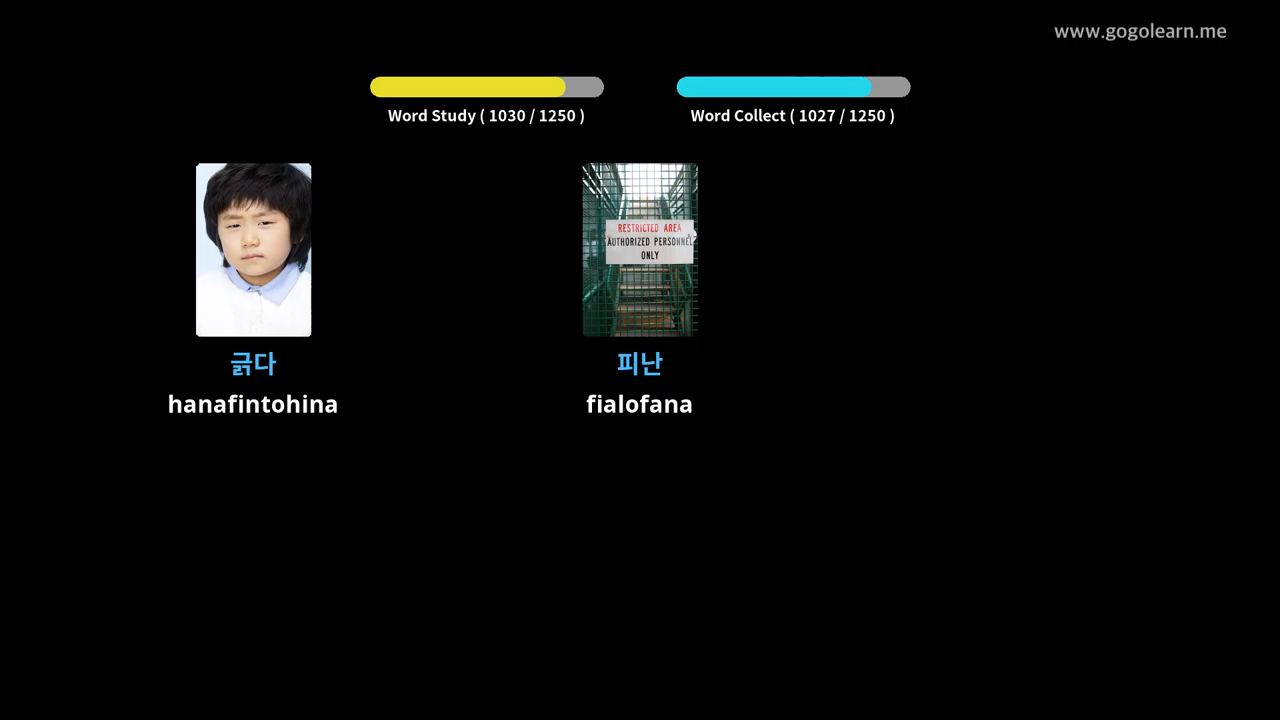 www.gogolearn.me
Word Study ( 1030 / 1250 )
Word Collect ( 1027 / 1250 )
RESTRICTED AREA
AUTHORIZED PERSONNEL
ONLY
긁다
피난
hanafintohina
fialofana